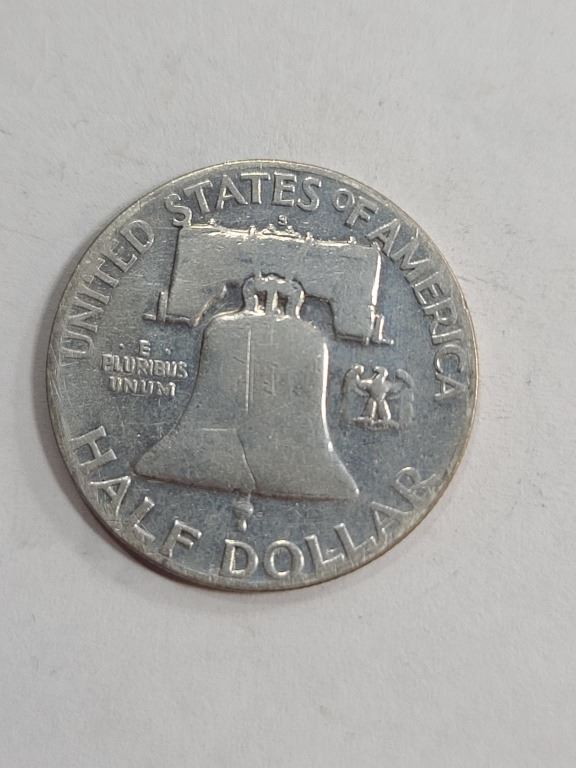 UNITED STATES OF AMERICA
S
E
PLURIBUS
UNUM
HALF DOLLAR